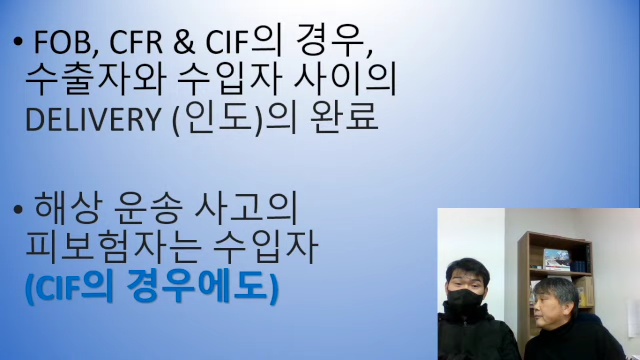 • FOB, CFR & CIF의 경우,
수출자와 수입자 사이의
DELIVERY (인도)의 완료
• 해상 운송 사고의
피보험자는 수입자
(CIF의 경우에도)